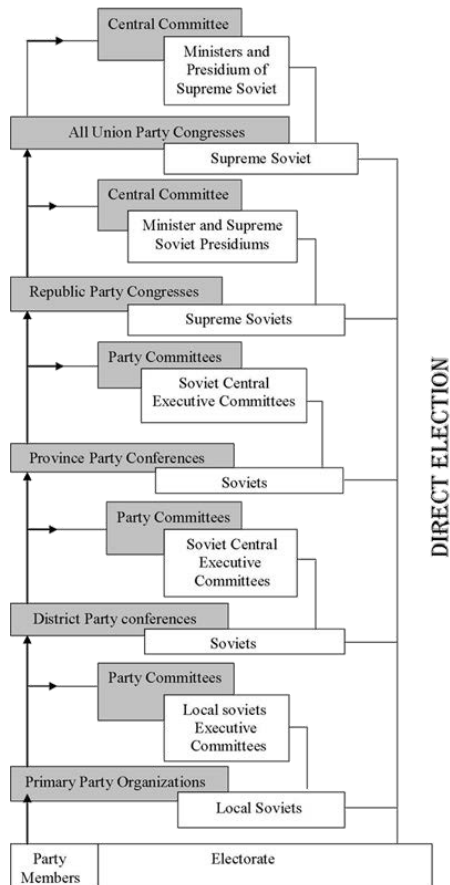 Central Committee
Ministers and
Presidium of
Supreme Soviet
All Union Party Congresses
Supreme Soviet
Central Committee
Minister and Supreme
Soviet Presidiums
Republic Party Congresses
Supreme Soviets
Party Committees
Soviet Central
Executive Committees
Province Party Conferences
Soviets
Party Committees
Soviet Central
Executive
Committees
District Party conferences
Soviets
Party Committees
Local soviets
Executive
Committees
Primary Party Organizations
Local Soviets
Party
Members
Electorate
DIRECT ELECTION